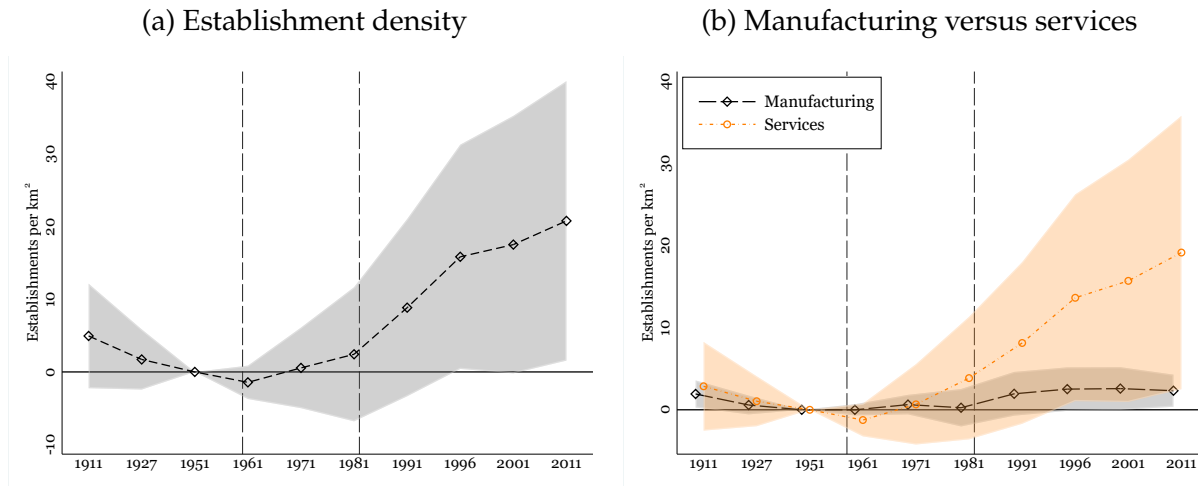 (a) Establishment density
Establishments per km²
40
30
20
10
0
-10
1911 1927 1951 1961 1971 1981 1991 1996 2001 2011
(b) Manufacturing versus services
Manufacturing
Services
Establishments per km²
40
30
20
10
0
1911 1927 1951 1961 1971 1981 1991 1996 2001 2011